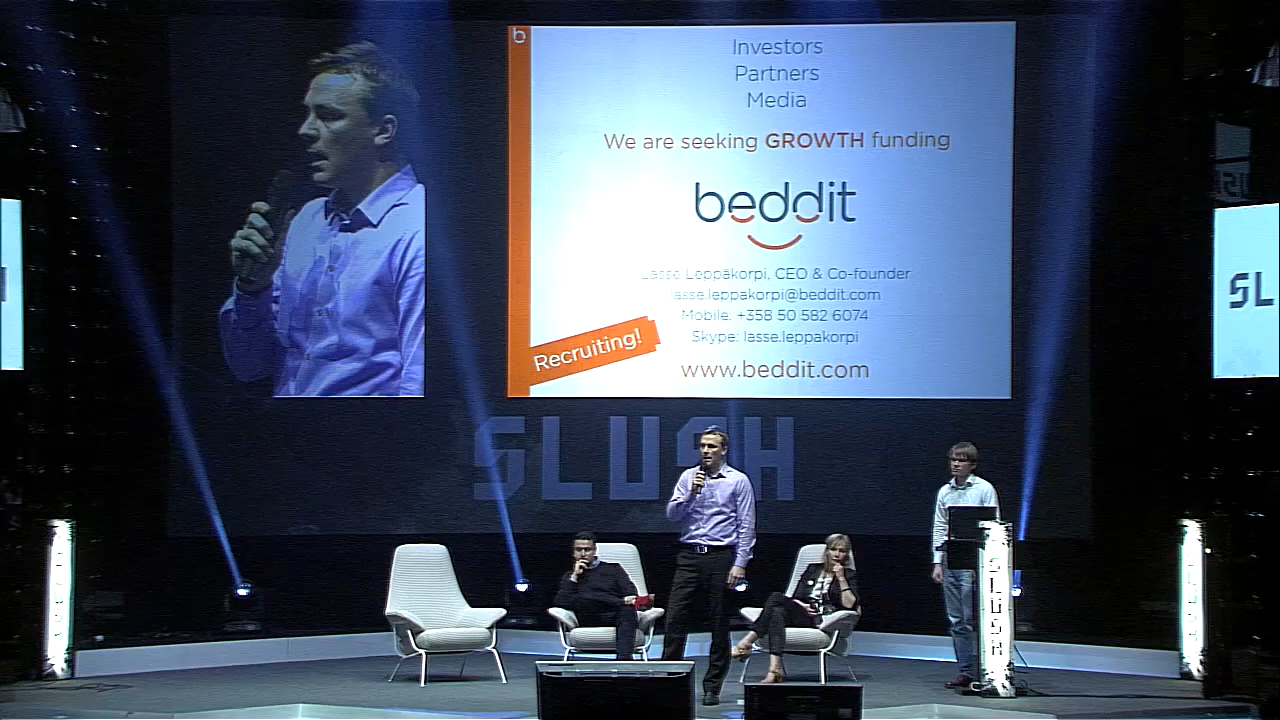 b
Investors
Partners
Media
We are seeking GROWTH funding
beddit
Lasse Leppäkorpi, CEO & Co-founder
lasse.leppakorpi@beddit.com
Mobile: +358 50 582 6074
Skype: lasse.leppakorpi
Recruiting!
www.beddit.com
SL
SLUSH
SLUSH